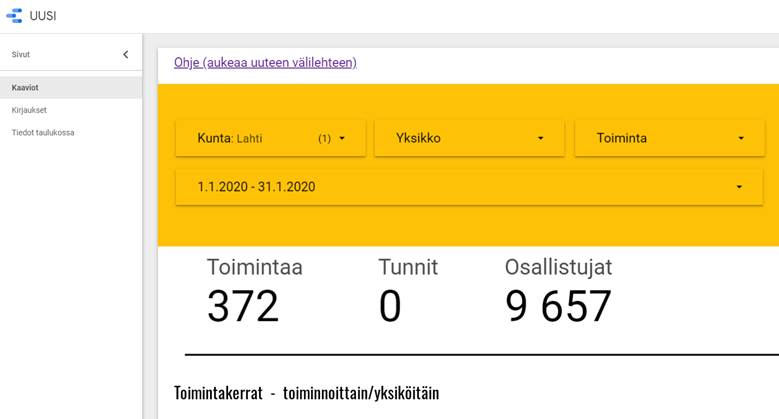 UUSI
Sivut
Kaaviot
Kirjaukset
Tiedot taulukossa
Ohje (aukeaa uuteen välilehteen)
Kunta: Lahti (1) Yksikko Toiminta
1.1.2020 - 31.1.2020
Toimintaa Tunnit Osallistujat
372 0 9 657
Toimintakerrat - toiminnoittain/yksiköitäin